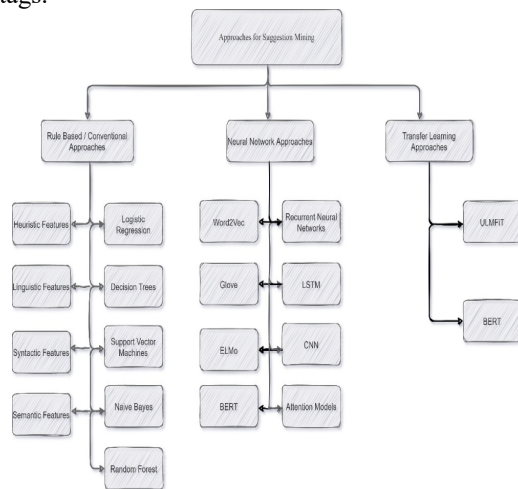 tags.
Approaches for Saggestion Mining
Rule Based / Conventional
Approaches
Neural Network Approaches
Transfer Learning
Approaches
Heuristic Features
Logistic
Regression
Linguistic Features
Decision Trees
Syntactic Features
Support Vector
Machines
Semantic Features
Naive Bayes
Random Forest
Word2Vec
Recurrent Neural
Networks
Glove
LSTM
ELMo
CNN
BERT
Attention Models
ULMFiT
BERT